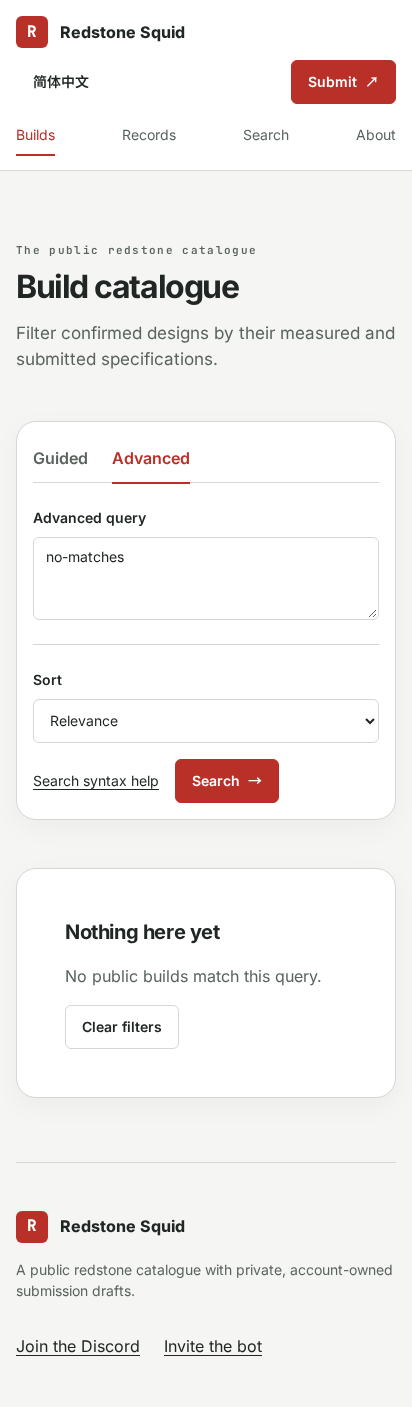 R Redstone Squid
简体中文
Submit ↗
Builds Records Search About
The public redstone catalogue
Build catalogue
Filter confirmed designs by their measured and
submitted specifications.
Guided Advanced
Advanced query
no-matches
Sort
Relevance
Search syntax help Search →
Nothing here yet
No public builds match this query.
Clear filters
R Redstone Squid
A public redstone catalogue with private, account-owned
submission drafts.
Join the Discord Invite the bot